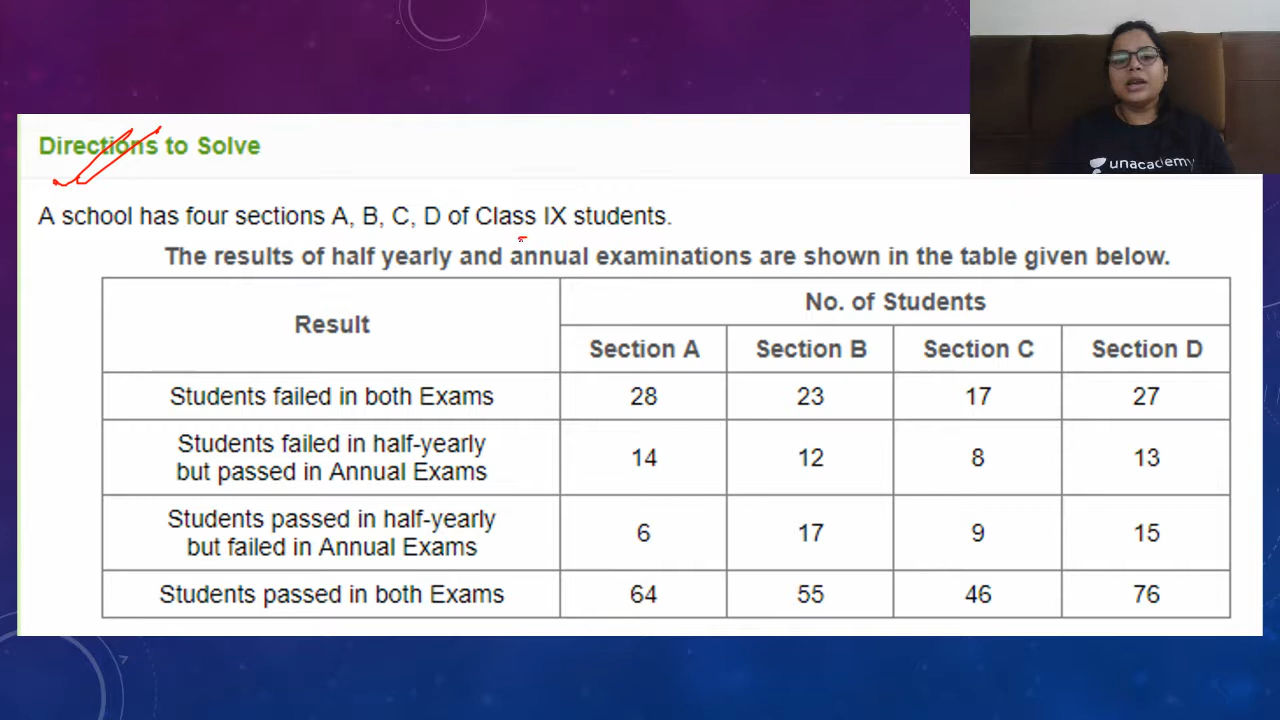 unacademy
Directions to Solve
A school has four sections A, B, C, D of Class IX students.
The results of half yearly and annual examinations are shown in the table given below.
Result
No. of Students
Section A
Section B
Section C
Section D
Students failed in both Exams
28
23
17
27
Students failed in half-yearly
but passed in Annual Exams
14
12
8
13
Students passed in half-yearly
but failed in Annual Exams
6
17
9
15
Students passed in both Exams
64
55
46
76